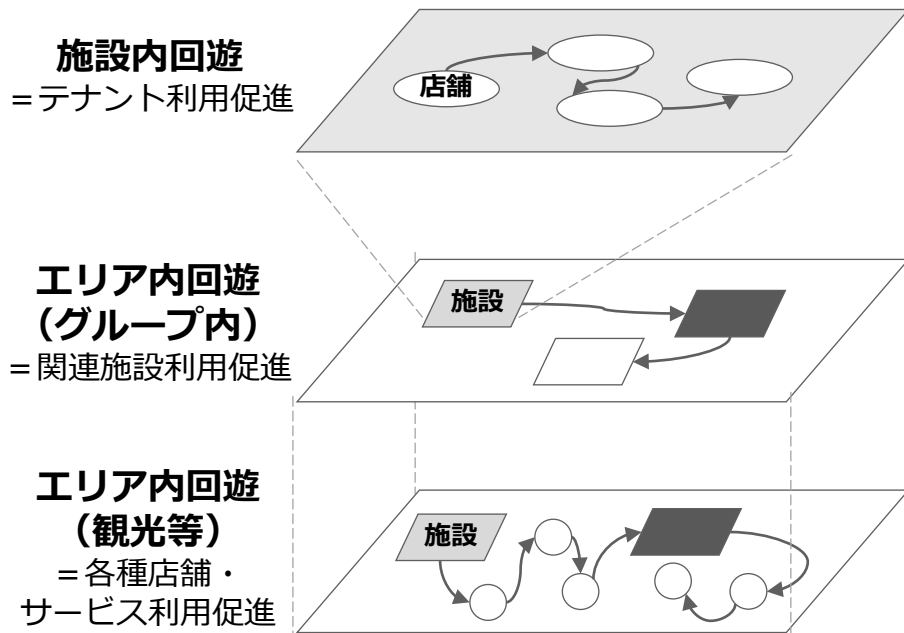 施設内回遊
＝テナント利用促進
店舗
エリア内回遊
（グループ内）
＝関連施設利用促進
施設
エリア内回遊
（観光等）
＝各種店舗・
サービス利用促進
施設